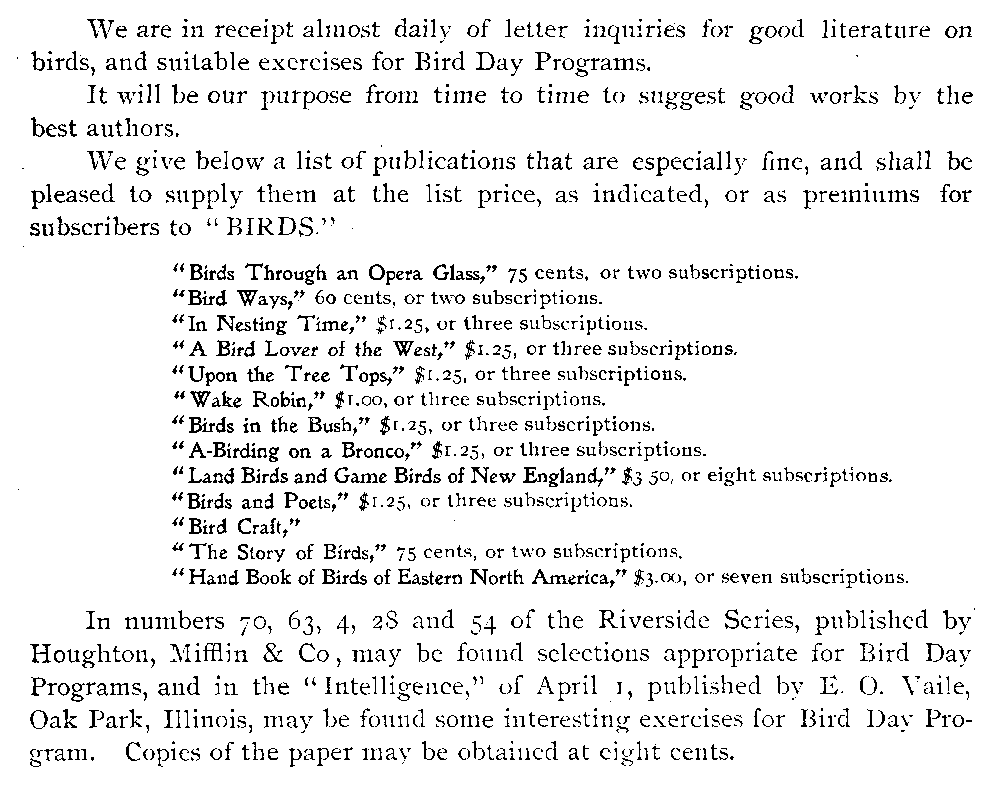 We are in receipt almost daily of letter inquiries for good literature on
birds, and suitable exercises for Bird Day Programs.
It will be our purpose from time to time to suggest good works by the
best authors.
We give below a list of publications that are especially fine, and shall be
pleased to supply them at the list price, as indicated, or as premiums for
subscribers to “BIRDS.”
“Birds Through an Opera Glass,” 75 cents, or two subscriptions.
“Bird Ways,” 60 cents, or two subscriptions.
“In Nesting Time,” $1.25, or three subscriptions.
“A Bird Lover of the West,” $1.25, or three subscriptions.
“Upon the Tree Tops,” $1.25, or three subscriptions.
“Wake Robin,” $1.00, or three subscriptions.
“Birds in the Bush,” $1.25, or three subscriptions.
“A-Birding on a Bronco,” $1.25, or three subscriptions.
“Land Birds and Game Birds of New England,” $3 50, or eight subscriptions.
“Birds and Poets,” $1.25, or three subscriptions.
“Bird Craft,”
“The Story of Birds,” 75 cents, or two subscriptions.
“Hand Book of Birds of Eastern North America,” $3.00, or seven subscriptions.
In numbers 70, 63, 4, 28 and 54 of the Riverside Series, published by
Houghton, Mifflin & Co, may be found selections appropriate for Bird Day
Programs, and in the “Intelligence,” of April 1, published by E. O. Vaile,
Oak Park, Illinois, may be found some interesting exercises for Bird Day Pro-
gram. Copies of the paper may be obtained at eight cents.